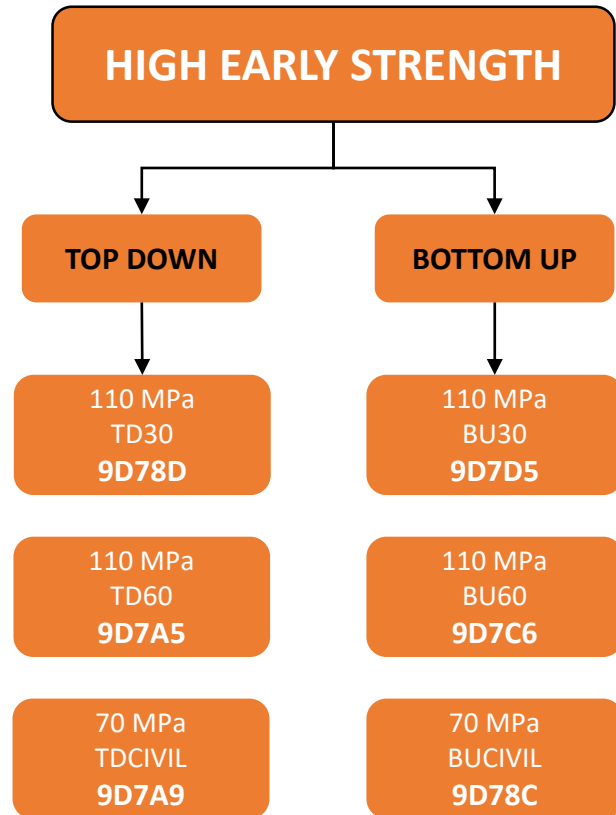 HIGH EARLY STRENGTH
TOP DOWN
BOTTOM UP
110 MPa
TD30
9D78D
110 MPa
BU30
9D7D5
110 MPa
TD60
9D7A5
110 MPa
BU60
9D7C6
70 MPa
TDCIVIL
9D7A9
70 MPa
BUCIVIL
9D78C